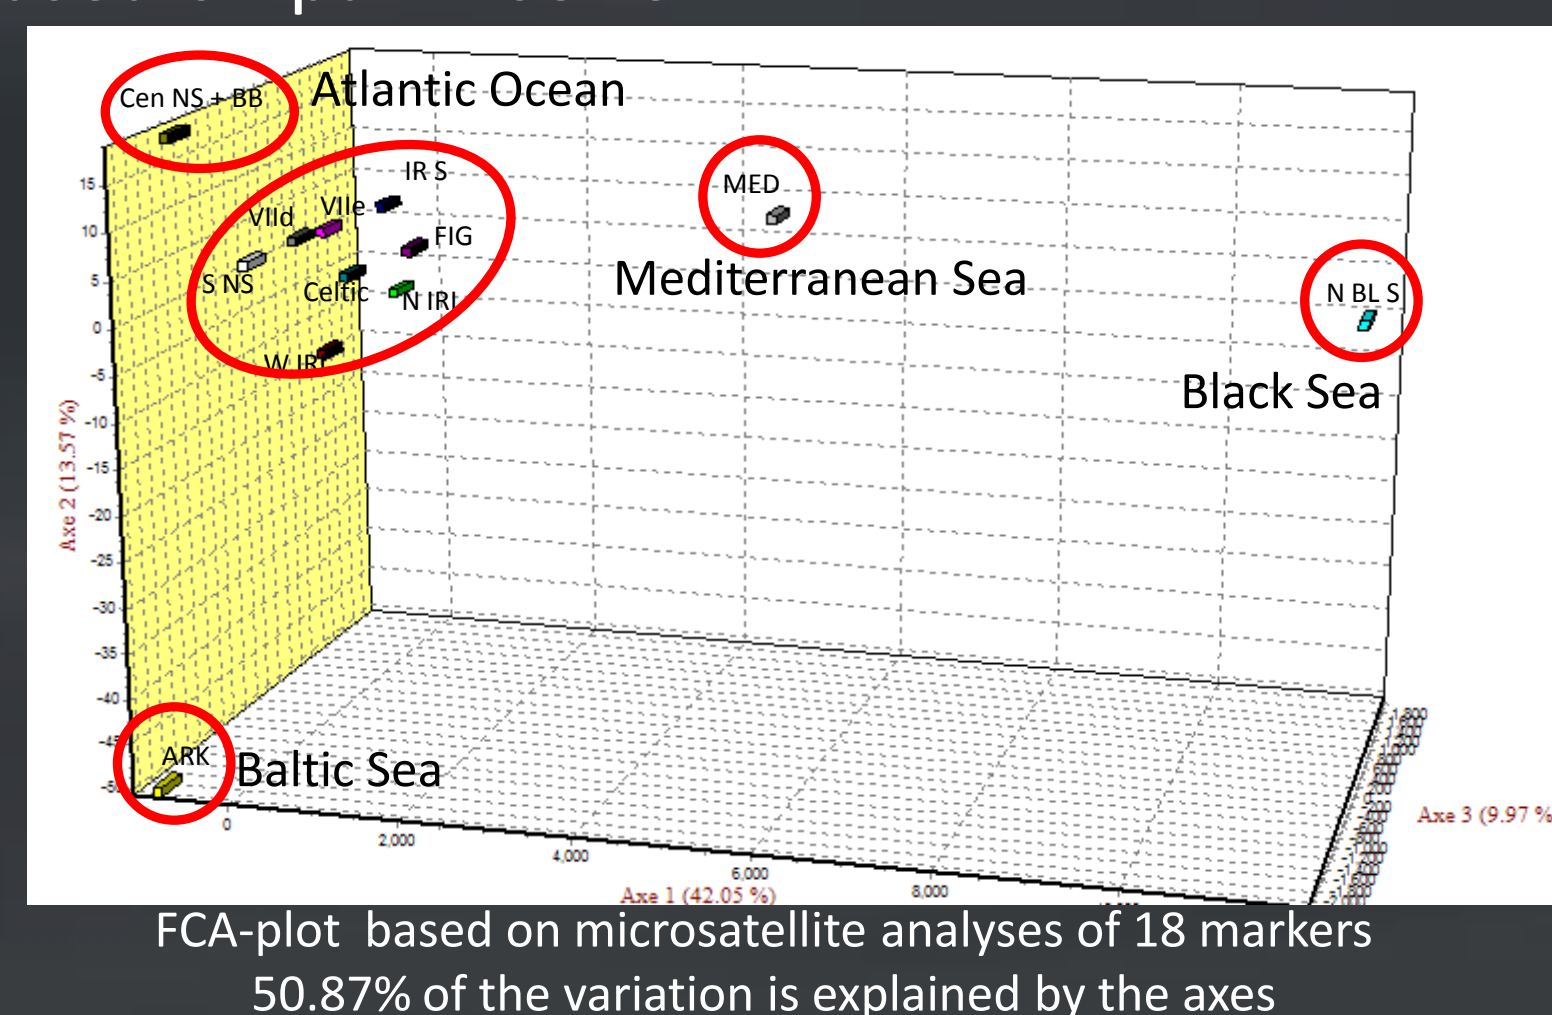 Cen NS + BB
Atlantic Ocean
IR S
VIId
VIIe
FIG
S NS
Celtic
N IRI
W IRI
MED
Mediterranean Sea
N BL S
Black Sea
ARK
Baltic Sea
15
10
5
0
-5
-10
-15
-20
-25
-30
-35
-40
Axe 2 (13.57 %)
0
2,000
4,000
6,000
8,000
Axe 1 (42.05 %)
Axe 3 (9.97 %
FCA-plot based on microsatellite analyses of 18 markers
50.87% of the variation is explained by the axes